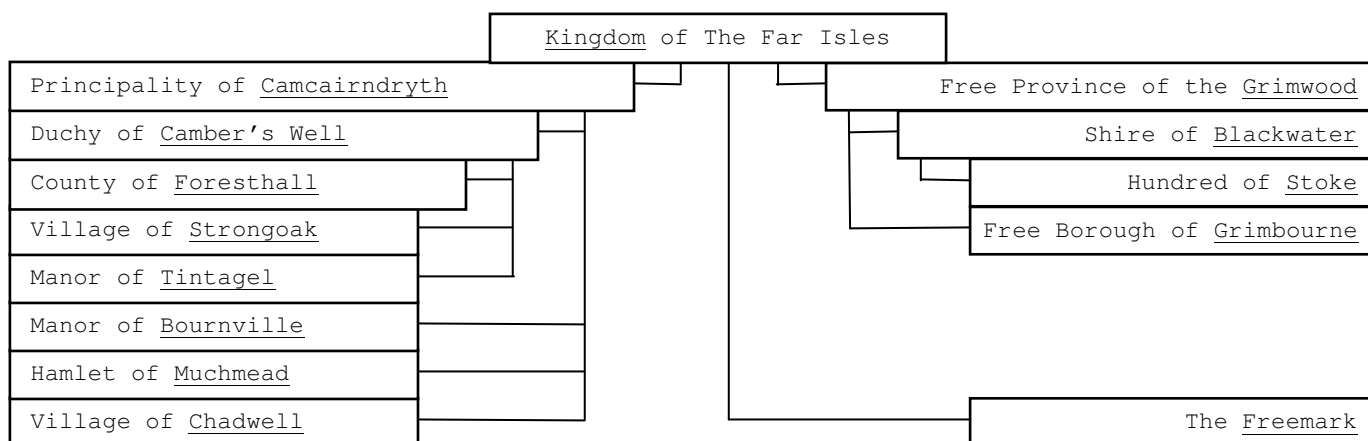 Kingdom of The Far Isles
Principality of Camcairndryth
Free Province of the Grimwood
Duchy of Camber’s Well
Shire of Blackwater
County of Foresthall
Hundred of Stoke
Village of Strongoak
Free Borough of Grimbourne
Manor of Tintagel
Manor of Bournville
Hamlet of Muchmead
Village of Chadwell
The Freemark